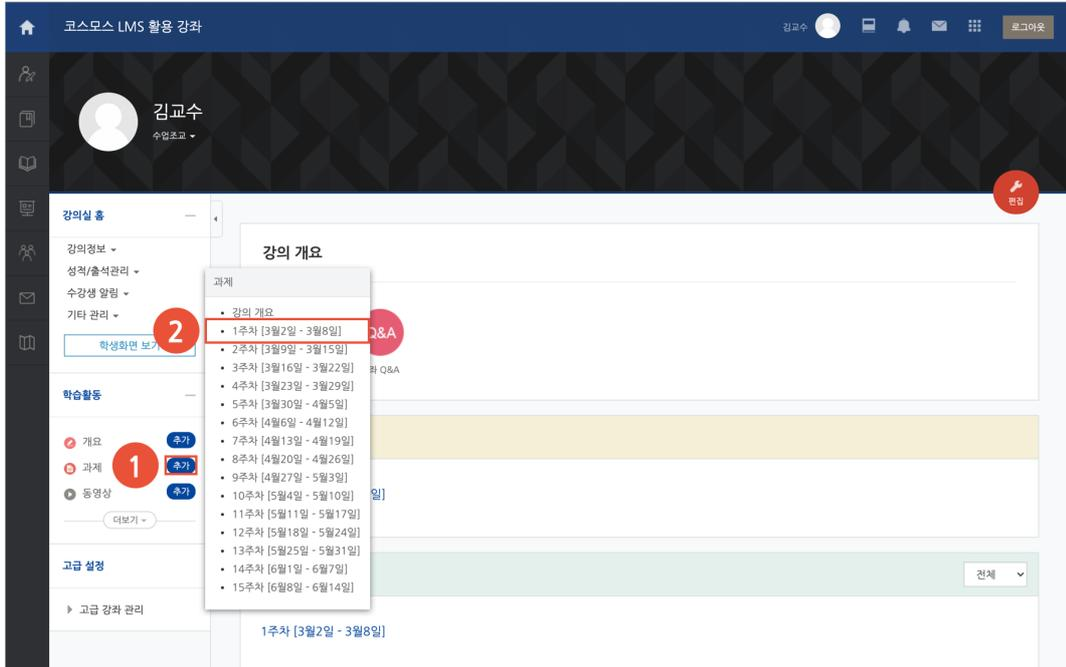 코스모스 LMS 활용 강좌
김교수
로그아웃
김교수
수업조교
편집
강의실 홈
강의정보
성적/출석관리
수강생 알림
기타 관리
학생화면 보기
2
학습활동
개요 추가
과제 1 추가
동영상 추가
더보기
고급 설정
고급 강좌 관리
과제
강의 개요
1주차 [3월2일 - 3월8일]
2주차 [3월9일 - 3월15일]
3주차 [3월16일 - 3월22일]
4주차 [3월23일 - 3월29일]
5주차 [3월30일 - 4월5일]
6주차 [4월6일 - 4월12일]
7주차 [4월13일 - 4월19일]
8주차 [4월20일 - 4월26일]
9주차 [4월27일 - 5월3일]
10주차 [5월4일 - 5월10일]
11주차 [5월11일 - 5월17일]
12주차 [5월18일 - 5월24일]
13주차 [5월25일 - 5월31일]
14주차 [6월1일 - 6월7일]
15주차 [6월8일 - 6월14일]
강의 개요
Q&A
Q&A
일]
전체
1주차 [3월2일 - 3월8일]